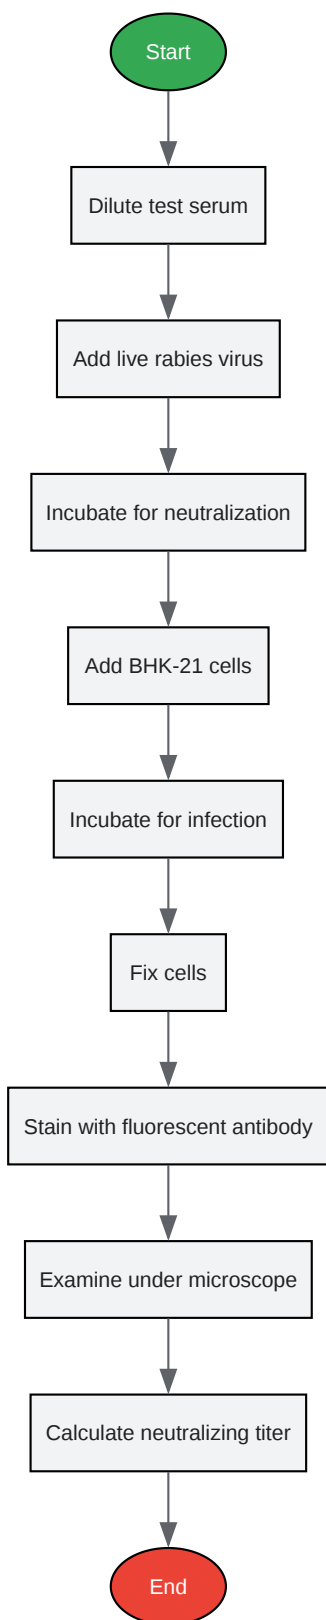 Start
Dilute test serum
Add live rabies virus
Incubate for neutralization
Add BHK-21 cells
Incubate for infection
Fix cells
Stain with fluorescent antibody
Examine under microscope
Calculate neutralizing titer
End